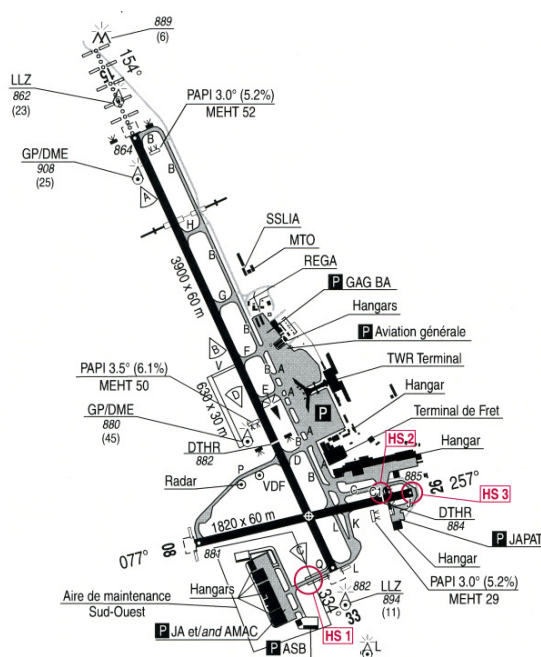 889
(6)
154°
15
LLZ
862
(23)
PAPI 3.0° (5.2%)
MEHT 52
864
B
GP/DME
908
(25)
A
B
H
SSLIA
MTO
3900 x 60 m
B
REGA
P GAG BA
G
Hangars
B
P Aviation générale
B
F
V
PAPI 3.5° (6.1%)
MEHT 50
TWR Terminal
B
A
E
A
D
630 x 30 m
P
Hangar
GP/DME
880
(45)
Terminal de Fret
A
HS 2
DTHR
882
B
D
Hangar
P
B
885
257°
26
Radar
VDF
G
C
HS 3
1820 x 60 m
L
K
DTHR
884
077°
08
881
C
P JAPAT
Hangar
Q
L
Hangars
882
LLZ
894
(11)
PAPI 3.0° (5.2%)
MEHT 29
Aire de maintenance
Sud-Ouest
334°
33
HS 1
P JA et/and AMAC
P ASB
L